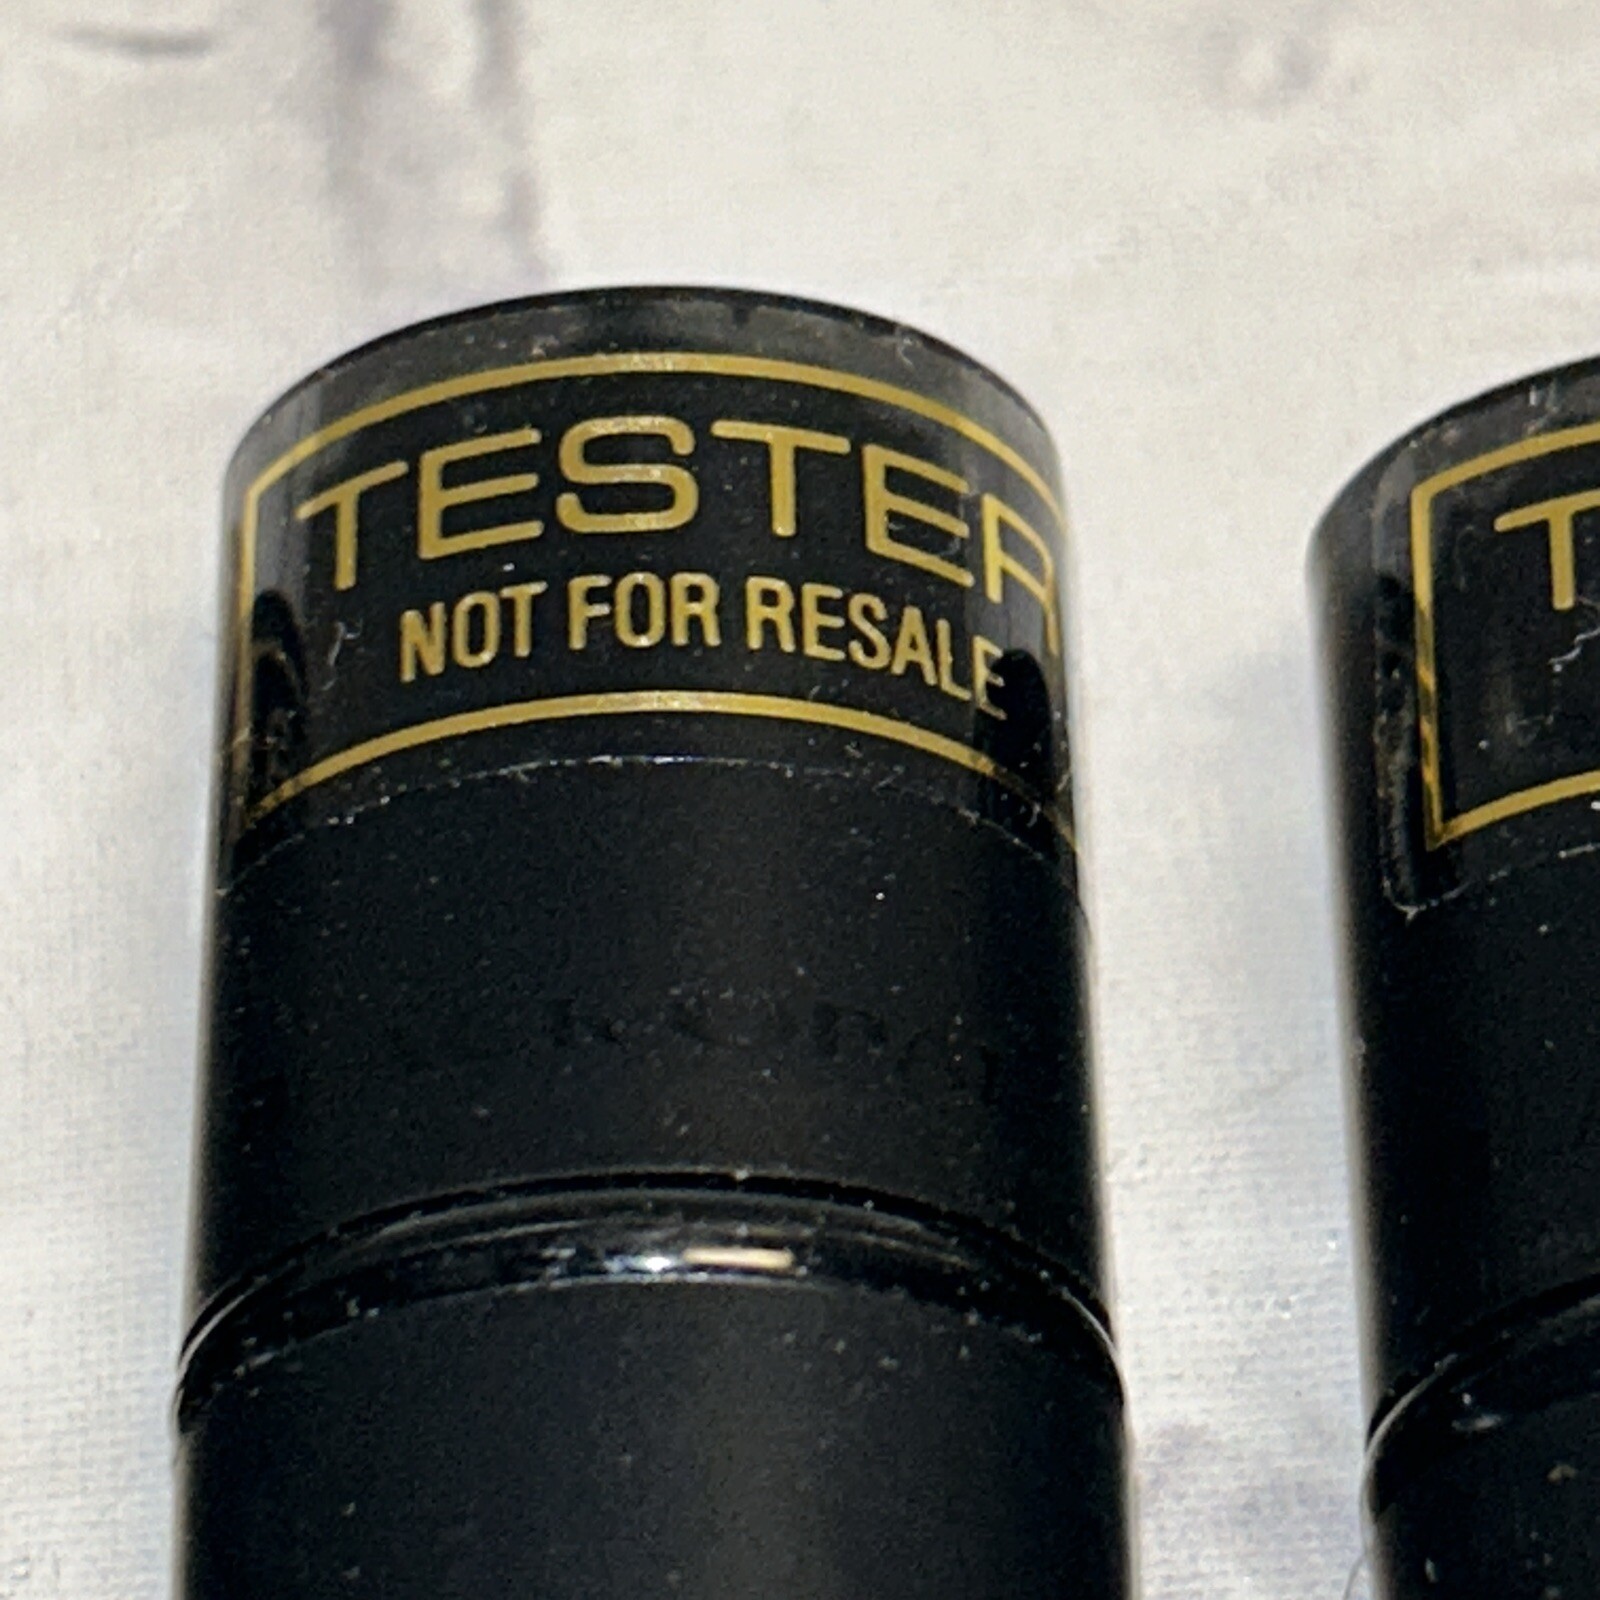 TESTER
NOT FOR RESALE
T